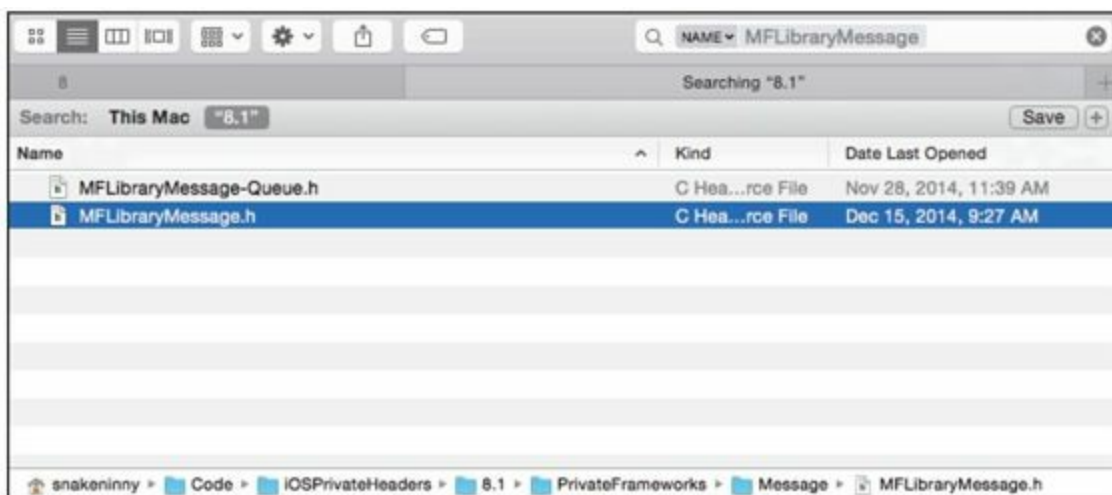 NAME MFLibraryMessage
8 Searching "8.1"
Search: This Mac "8.1" Save +
Name Kind Date Last Opened
MFLibraryMessage-Queue.h C Hea...rce File Nov 28, 2014, 11:39 AM
MFLibraryMessage.h C Hea...rce File Dec 15, 2014, 9:27 AM
snakeninny Code iOSPrivateHeaders 8.1 PrivateFrameworks Message MFLibraryMessage.h